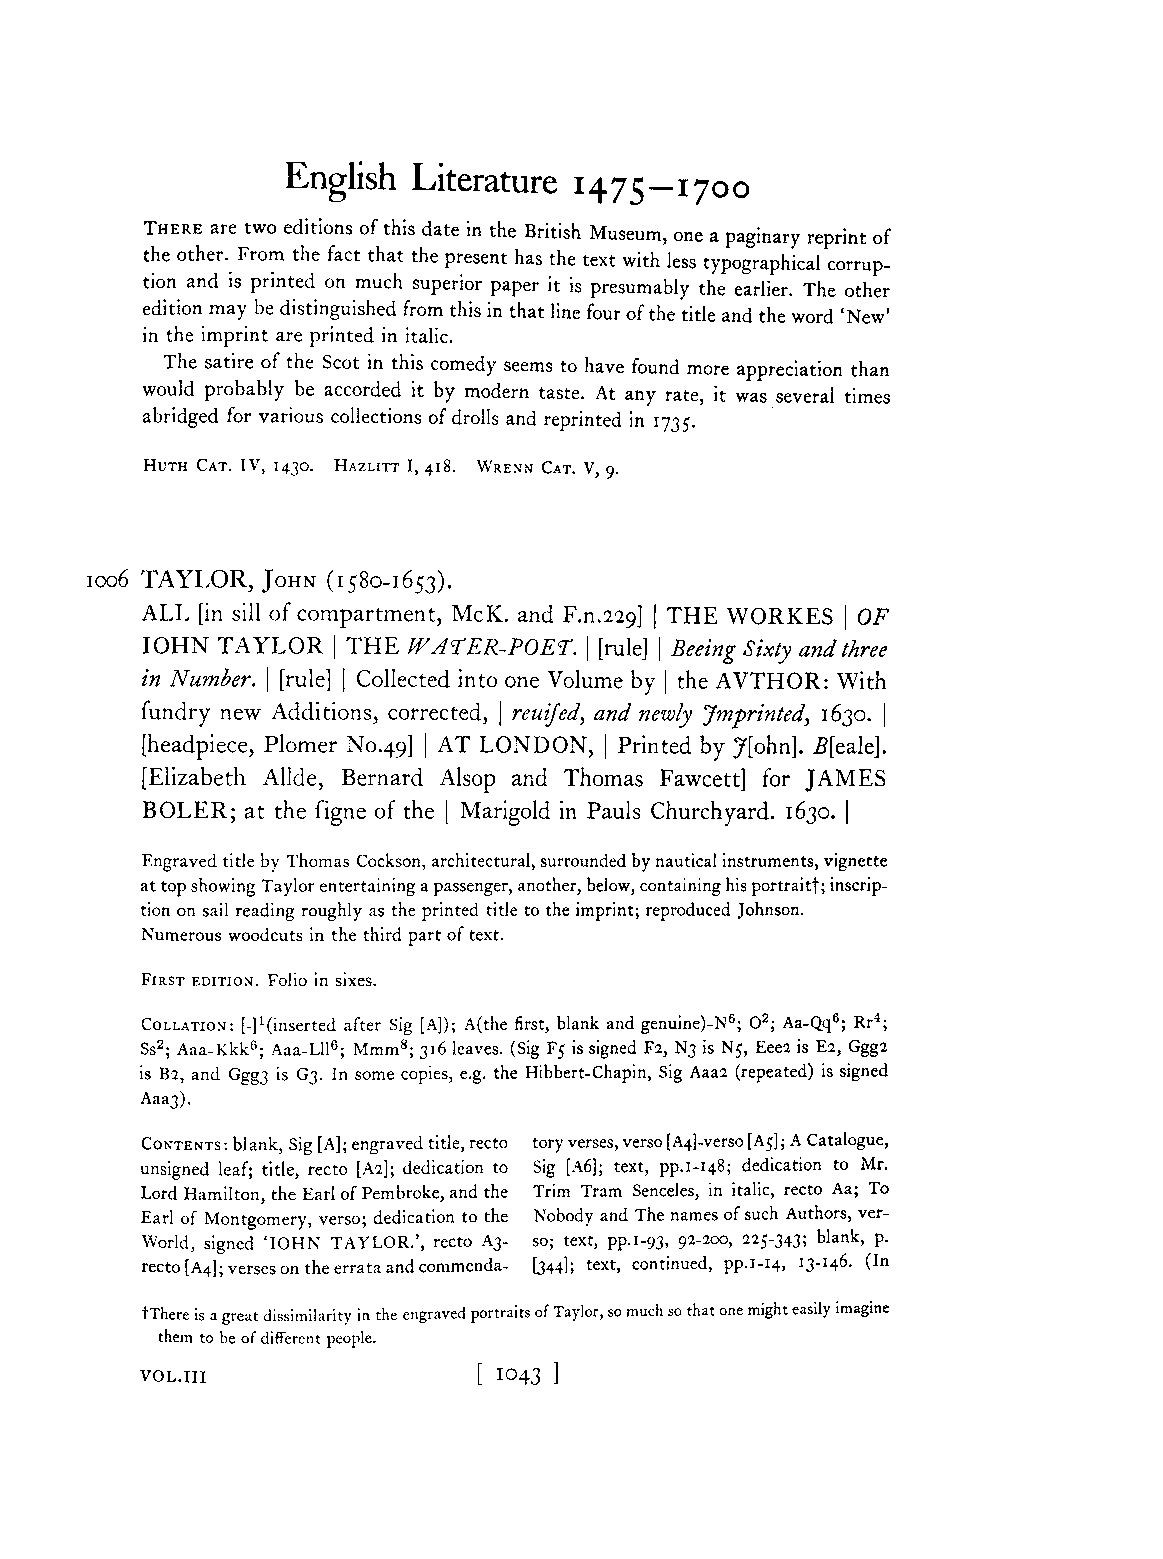 English Literature 1475–1700
THERE are two editions of this date in the British Museum, one a paginary reprint of
the other. From the fact that the present has the text with less typographical corrup-
tion and is printed on much superior paper it is presumably the earlier. The other
edition may be distinguished from this in that line four of the title and the word ‘New’
in the imprint are printed in italic.
The satire of the Scot in this comedy seems to have found more appreciation than
would probably be accorded it by modern taste. At any rate, it was several times
abridged for various collections of drolls and reprinted in 1735.
HUTH CAT. IV, 1430. HAZLITT I, 418. WRENN CAT. V, 9.
1006 TAYLOR, JOHN (1580-1653).
ALL [in sill of compartment, McK. and F.n.229] | THE WORKES | OF
IOHN TAYLOR | THE WATER-POET. | [rule] | Beeing Sixty and three
in Number. | [rule] | Collected into one Volume by | the AVTHOR: With
ſundry new Additions, corrected, | reuiſed, and newly Jmprinted, 1630. |
[headpiece, Plomer No.49] | AT LONDON, | Printed by J[ohn]. B[eale].
[Elizabeth Allde, Bernard Alsop and Thomas Fawcett] for JAMES
BOLER; at the ſigne of the | Marigold in Pauls Churchyard. 1630. |
Engraved title by Thomas Cockson, architectural, surrounded by nautical instruments, vignette
at top showing Taylor entertaining a passenger, another, below, containing his portrait†; inscrip-
tion on sail reading roughly as the printed title to the imprint; reproduced Johnson.
Numerous woodcuts in the third part of text.
FIRST EDITION. Folio in sixes.
COLLATION: [-]¹(inserted after Sig [A]); A(the first, blank and genuine)-N⁶; O²; Aa-Qq⁶; Rr⁴;
Ss²; Aaa-Kkk⁶; Aaa-Lll⁶; Mmm⁸; 316 leaves. (Sig F5 is signed F2, N3 is N5, Eee2 is E2, Ggg2
is B2, and Ggg3 is G3. In some copies, e.g. the Hibbert-Chapin, Sig Aaa2 (repeated) is signed
Aaa3).
CONTENTS: blank, Sig [A]; engraved title, recto
unsigned leaf; title, recto [A2]; dedication to
Lord Hamilton, the Earl of Pembroke, and the
Earl of Montgomery, verso; dedication to the
World, signed ‘IOHN TAYLOR.’, recto A3-
recto [A4]; verses on the errata and commenda-
tory verses, verso [A4]-verso [A5]; A Catalogue,
Sig [A6]; text, pp.1-148; dedication to Mr.
Trim Tram Senceles, in italic, recto Aa; To
Nobody and The names of such Authors, ver-
so; text, pp.1-93, 92-200, 225-343; blank, p.
[344]; text, continued, pp.1-14, 13-146. (In
†There is a great dissimilarity in the engraved portraits of Taylor, so much so that one might easily imagine
them to be of different people.
VOL.III [ 1043 ]